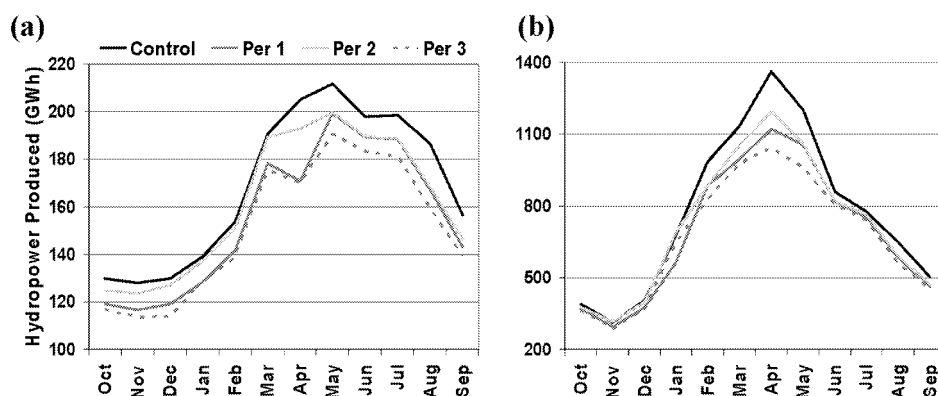 (a)
Control Per 1 Per 2 Per 3
Hydropower Produced (GWh)
220
200
180
160
140
120
100
Oct Nov Dec Jan Feb Mar Apr May Jun Jul Aug Sep
(b)
1400
1100
800
500
200
Oct Nov Dec Jan Feb Mar Apr May Jun Jul Aug Sep